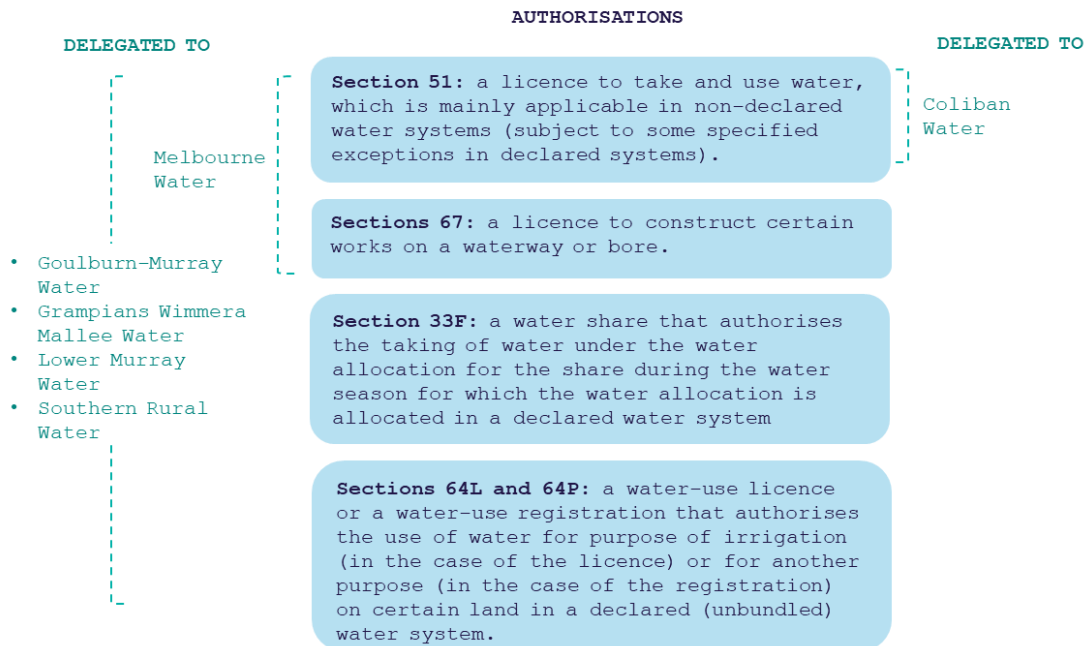 AUTHORISATIONS
DELEGATED TO
DELEGATED TO
Section 51: a licence to take and use water,
which is mainly applicable in non-declared
water systems (subject to some specified
exceptions in declared systems).
Coliban
Water
Melbourne
Water
Sections 67: a licence to construct certain
works on a waterway or bore.
• Goulburn-Murray
Water
• Grampians Wimmera
Mallee Water
• Lower Murray
Water
• Southern Rural
Water
Section 33F: a water share that authorises
the taking of water under the water
allocation for the share during the water
season for which the water allocation is
allocated in a declared water system
Sections 64L and 64P: a water-use licence
or a water-use registration that authorises
the use of water for purpose of irrigation
(in the case of the licence) or for another
purpose (in the case of the registration)
on certain land in a declared (unbundled)
water system.